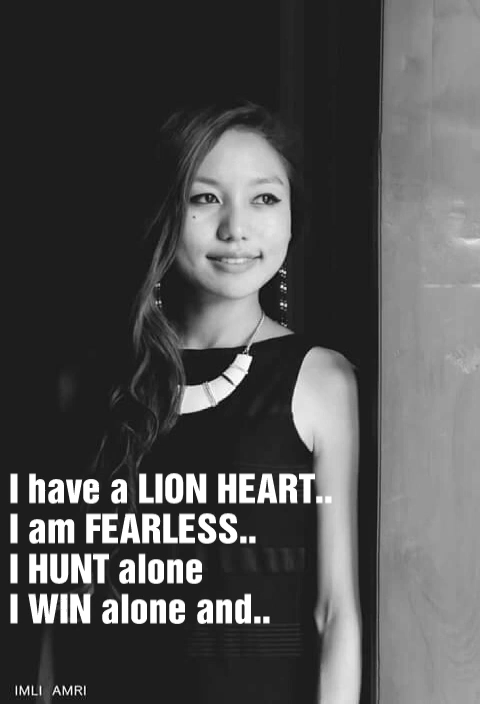 I have a LION HEART..
I am FEARLESS..
I HUNT alone
I WIN alone and..
IMLI AMRI